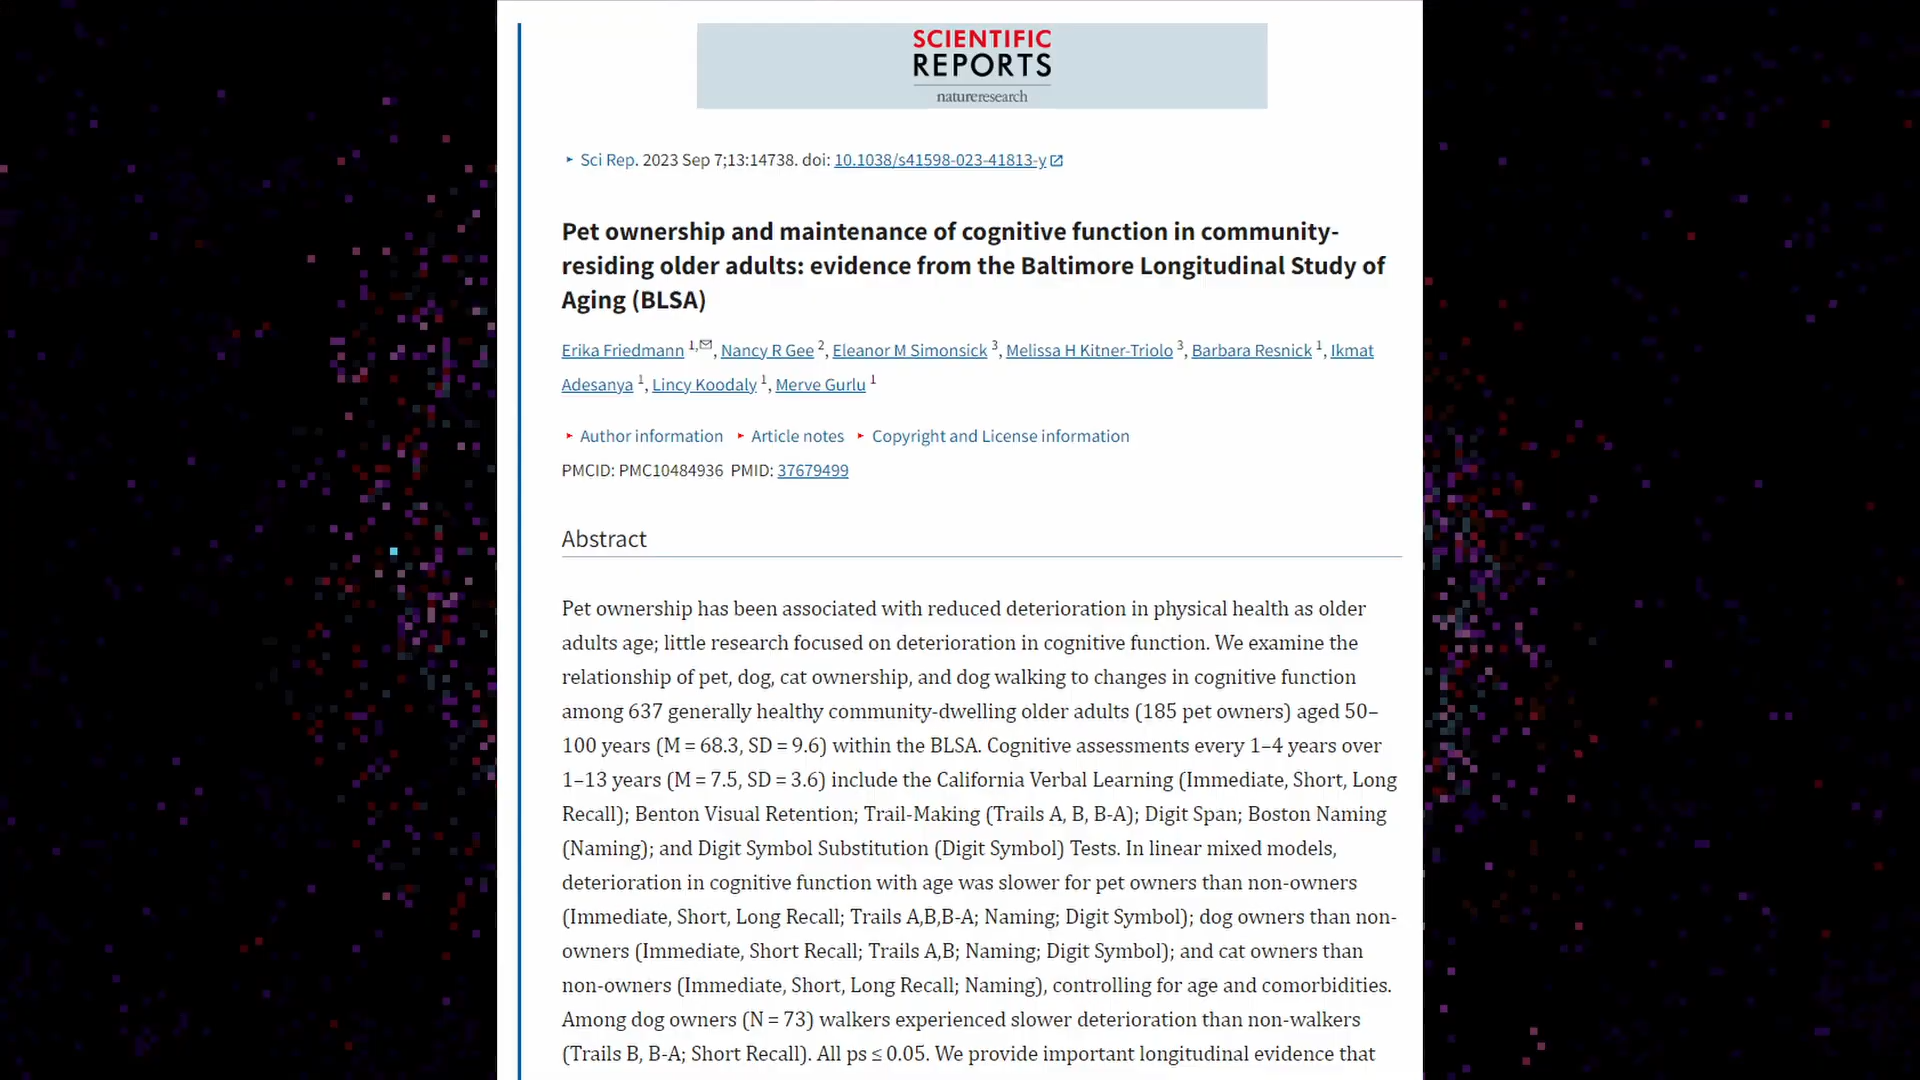 SCIENTIFIC
REPORTS
natureresearch
Sci Rep. 2023 Sep 7;13:14738. doi: 10.1038/s41598-023-41813-y
Pet ownership and maintenance of cognitive function in community-
residing older adults: evidence from the Baltimore Longitudinal Study of
Aging (BLSA)
Erika Friedmann 1,✉, Nancy R Gee 2, Eleanor M Simonsick 3, Melissa H Kitner-Triolo 3, Barbara Resnick 1, Ikmat
Adesanya 1, Lincy Koodaly 1, Merve Gurlu 1
Author information Article notes Copyright and License information
PMCID: PMC10484936 PMID: 37679499
Abstract
Pet ownership has been associated with reduced deterioration in physical health as older
adults age; little research focused on deterioration in cognitive function. We examine the
relationship of pet, dog, cat ownership, and dog walking to changes in cognitive function
among 637 generally healthy community-dwelling older adults (185 pet owners) aged 50–
100 years (M = 68.3, SD = 9.6) within the BLSA. Cognitive assessments every 1–4 years over
1–13 years (M = 7.5, SD = 3.6) include the California Verbal Learning (Immediate, Short, Long
Recall); Benton Visual Retention; Trail-Making (Trails A, B, B-A); Digit Span; Boston Naming
(Naming); and Digit Symbol Substitution (Digit Symbol) Tests. In linear mixed models,
deterioration in cognitive function with age was slower for pet owners than non-owners
(Immediate, Short, Long Recall; Trails A,B,B-A; Naming; Digit Symbol); dog owners than non-
owners (Immediate, Short Recall; Trails A,B; Naming; Digit Symbol); and cat owners than
non-owners (Immediate, Short, Long Recall; Naming), controlling for age and comorbidities.
Among dog owners (N = 73) walkers experienced slower deterioration than non-walkers
(Trails B, B-A; Short Recall). All ps ≤ 0.05. We provide important longitudinal evidence that